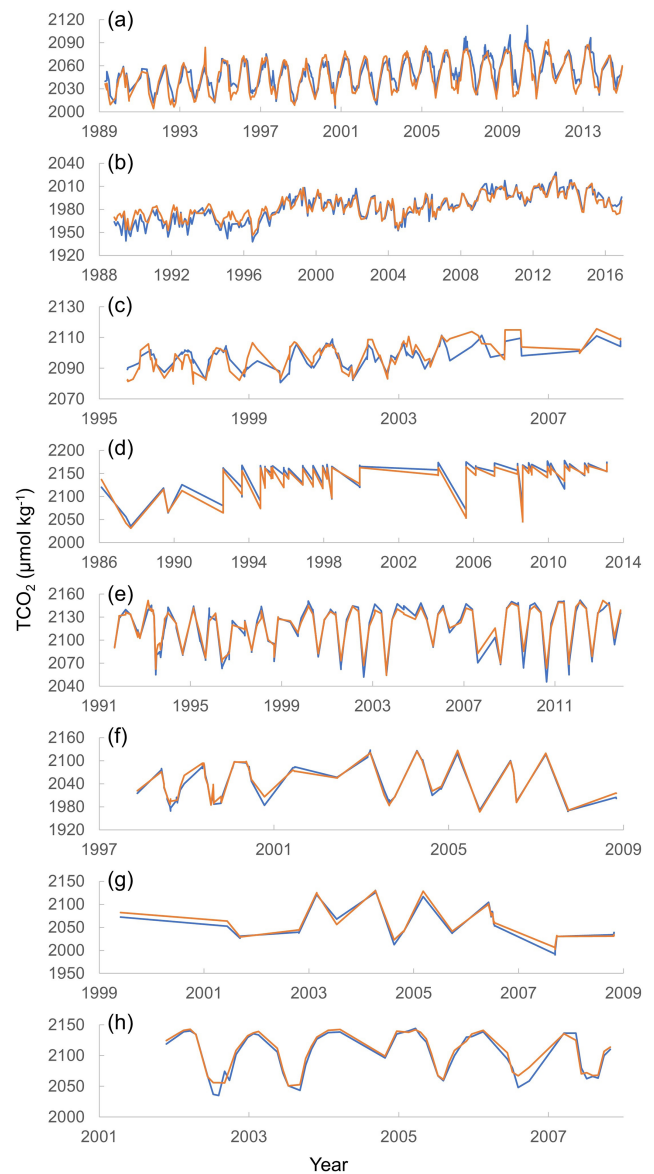 (a)
2120
2090
2060
2030
2000
1989 1993 1997 2001 2005 2009 2013
(b)
2040
2010
1980
1950
1920
1988 1992 1996 2000 2004 2008 2012 2016
(c)
2130
2110
2090
2070
1995 1999 2003 2007
(d)
2200
2150
2100
2050
2000
1986 1990 1994 1998 2002 2006 2010 2014
TCO₂ (µmol kg⁻¹)
(e)
2160
2130
2100
2070
2040
1991 1995 1999 2003 2007 2011
(f)
2160
2100
2040
1980
1920
1997 2001 2005 2009
(g)
2150
2100
2050
2000
1950
1999 2001 2003 2005 2007 2009
(h)
2150
2100
2050
2000
2001 2003 2005 2007
Year